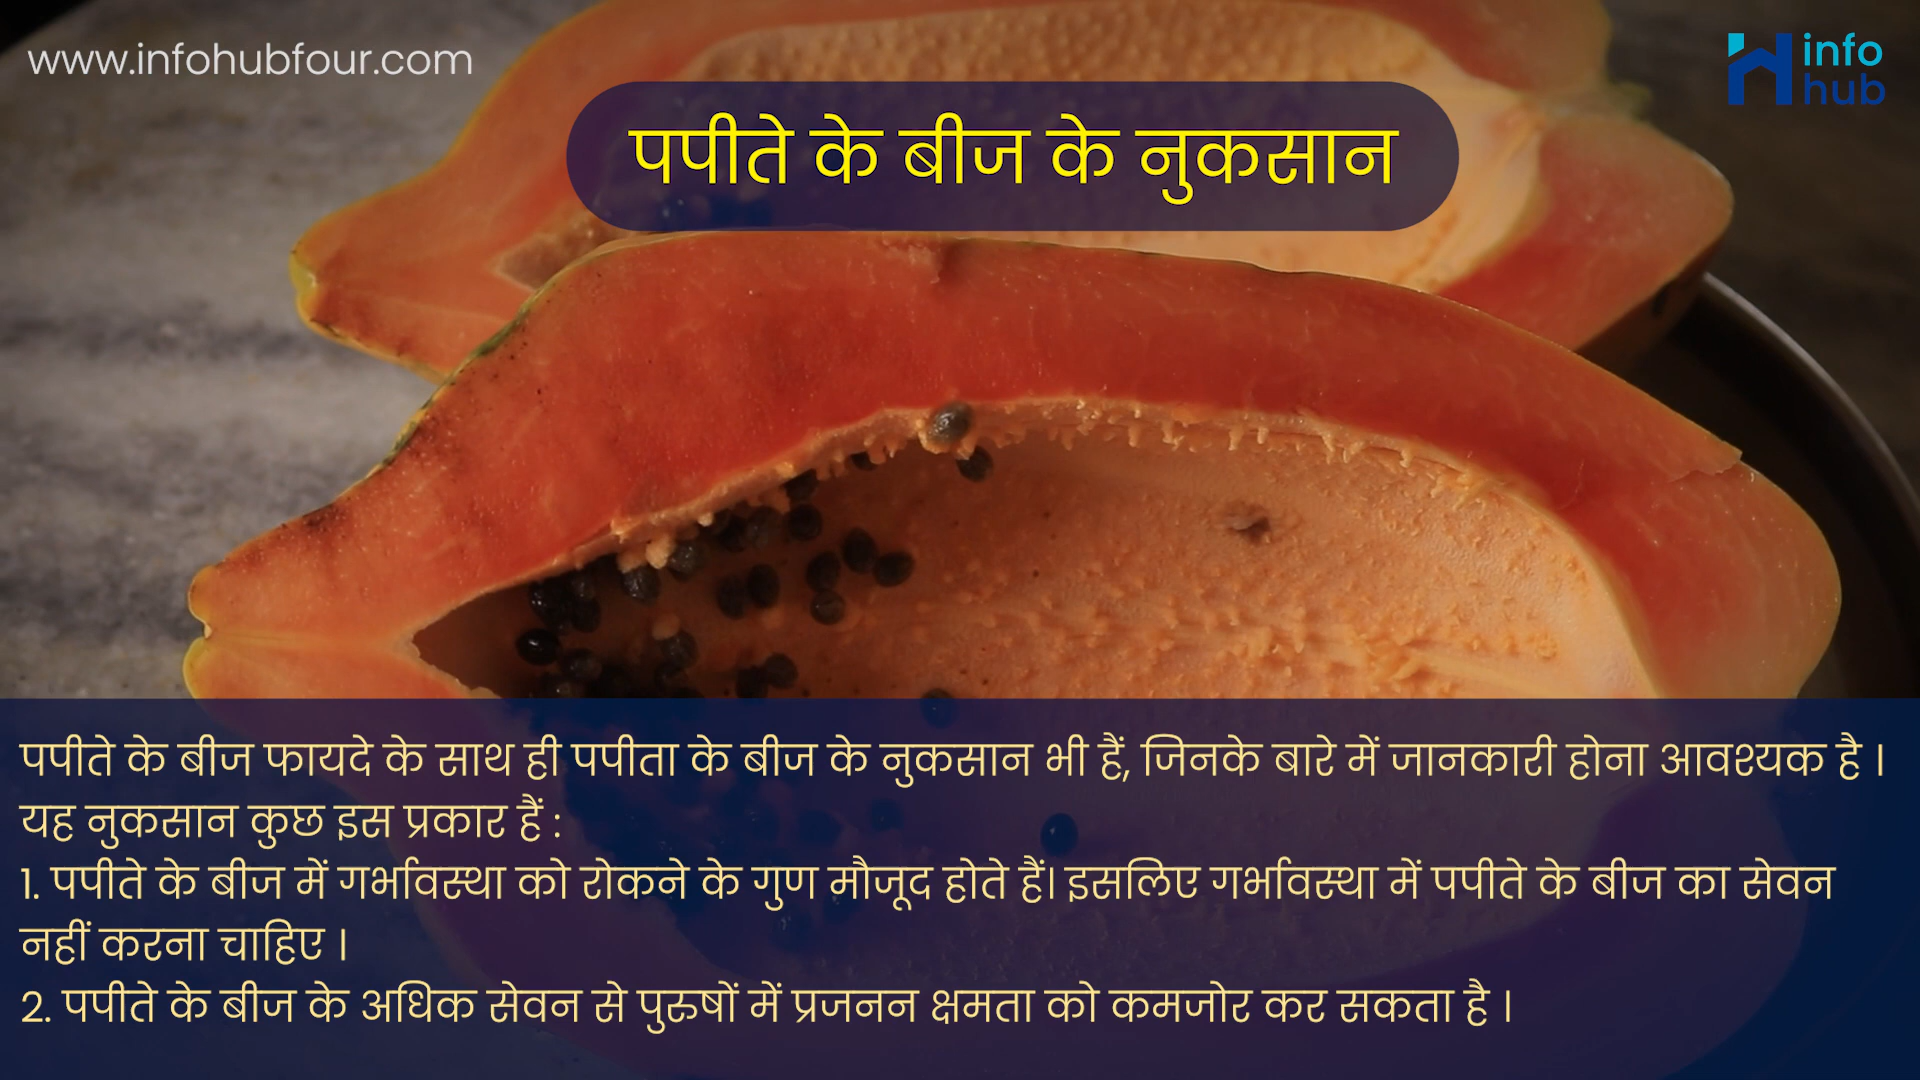 www.infohubfour.com
info
hub
पपीते के बीज के नुकसान
पपीते के बीज फायदे के साथ ही पपीता के बीज के नुकसान भी हैं, जिनके बारे में जानकारी होना आवश्यक है ।
यह नुकसान कुछ इस प्रकार हैं :
1. पपीते के बीज में गर्भावस्था को रोकने के गुण मौजूद होते हैं। इसलिए गर्भावस्था में पपीते के बीज का सेवन
नहीं करना चाहिए ।
2. पपीते के बीज के अधिक सेवन से पुरुषों में प्रजनन क्षमता को कमजोर कर सकता है ।